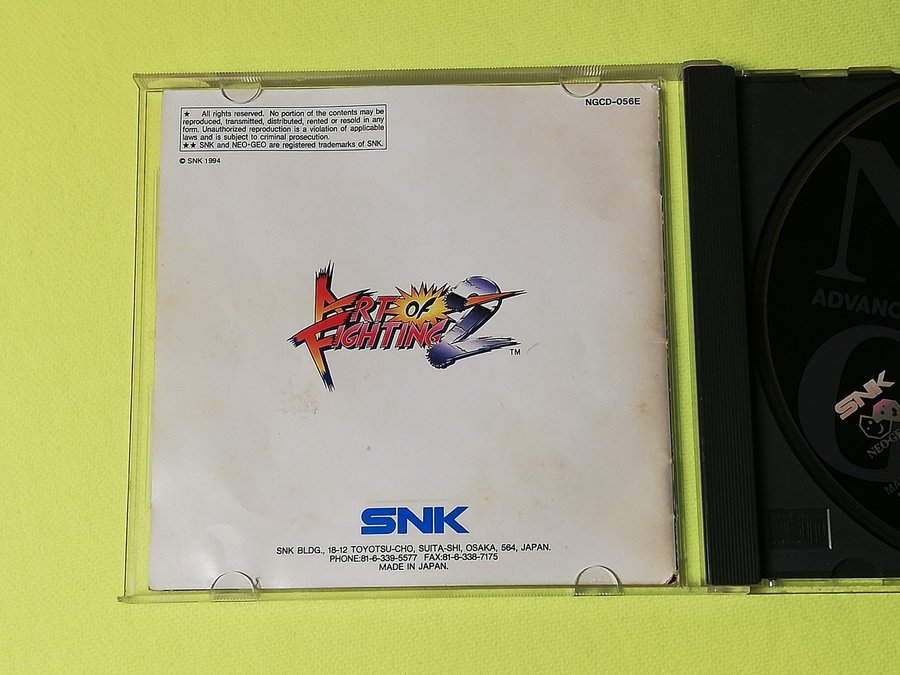 ★ All rights reserved. No portion of the contents may be
reproduced, transmitted, distributed, rented or resold in any
form. Unauthorized reproduction is a violation of applicable
laws and is subject to criminal prosecution.
★★ SNK and NEO•GEO are registered trademarks of SNK.
© SNK 1994
NGCD-056E
ART OF
FIGHTING 2
TM
SNK
SNK BLDG., 18-12 TOYOTSU-CHO, SUITA-SHI, OSAKA, 564, JAPAN.
PHONE:81-6-339-5577 FAX:81-6-338-7175
MADE IN JAPAN.
N
ADVANC
SNK
NEO•GE
MA